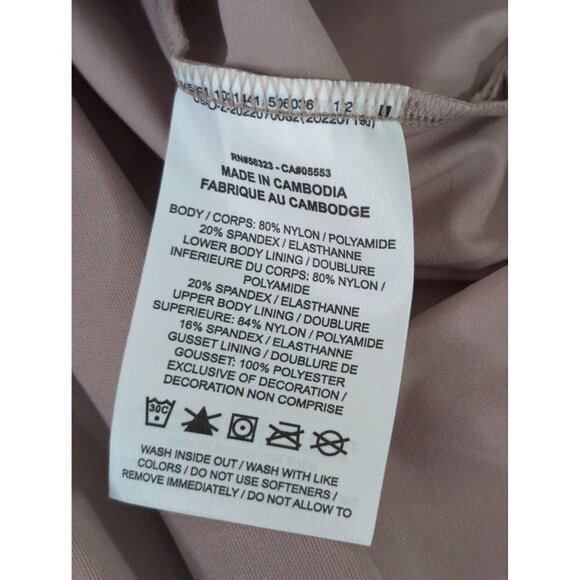 RN#56323 - CA#05553
MADE IN CAMBODIA
FABRIQUE AU CAMBODGE
BODY / CORPS: 80% NYLON / POLYAMIDE
20% SPANDEX / ELASTHANNE
LOWER BODY LINING / DOUBLURE
INFERIEURE DU CORPS: 80% NYLON /
POLYAMIDE
20% SPANDEX / ELASTHANNE
UPPER BODY LINING / DOUBLURE
SUPERIEURE: 84% NYLON / POLYAMIDE
16% SPANDEX / ELASTHANNE
GUSSET LINING / DOUBLURE DE
GOUSSET: 100% POLYESTER
EXCLUSIVE OF DECORATION /
DECORATION NON COMPRISE
30C
WASH INSIDE OUT / WASH WITH LIKE
COLORS / DO NOT USE SOFTENERS /
REMOVE IMMEDIATELY / DO NOT ALLOW TO